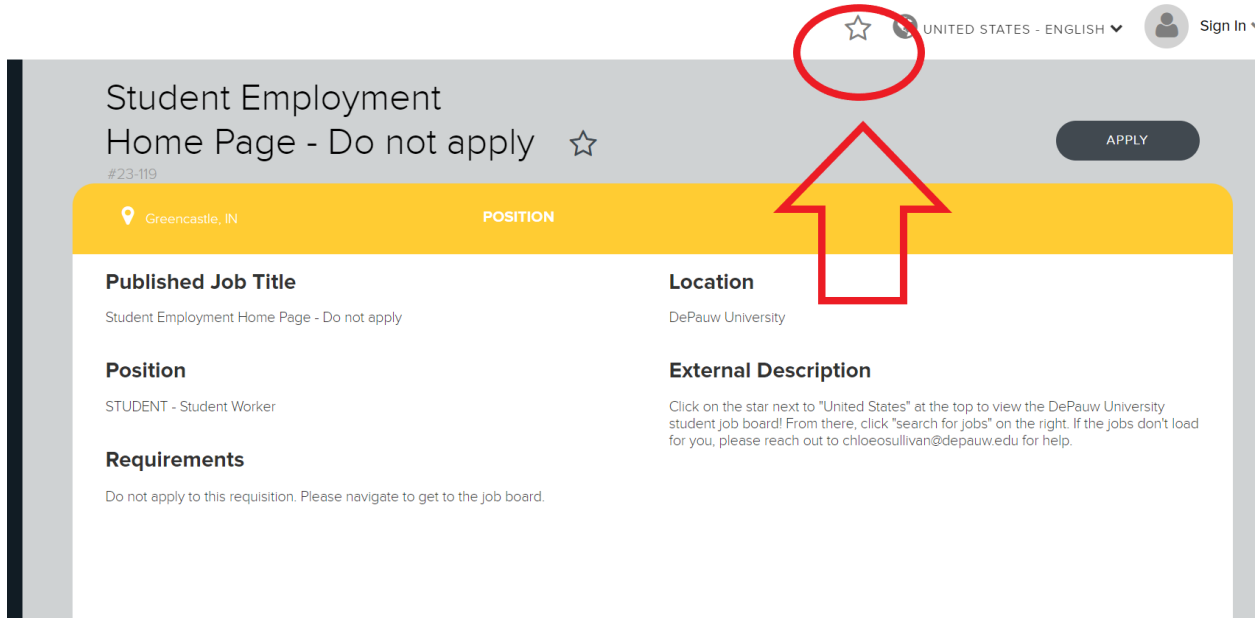 UNITED STATES - ENGLISH
Sign In
Student Employment
Home Page - Do not apply
#23-119
APPLY
Greencastle, IN
POSITION
Published Job Title
Student Employment Home Page - Do not apply
Location
DePauw University
Position
STUDENT - Student Worker
External Description
Click on the star next to "United States" at the top to view the DePauw University
student job board! From there, click "search for jobs" on the right. If the jobs don't load
for you, please reach out to chloeosullivan@depauw.edu for help.
Requirements
Do not apply to this requisition. Please navigate to get to the job board.